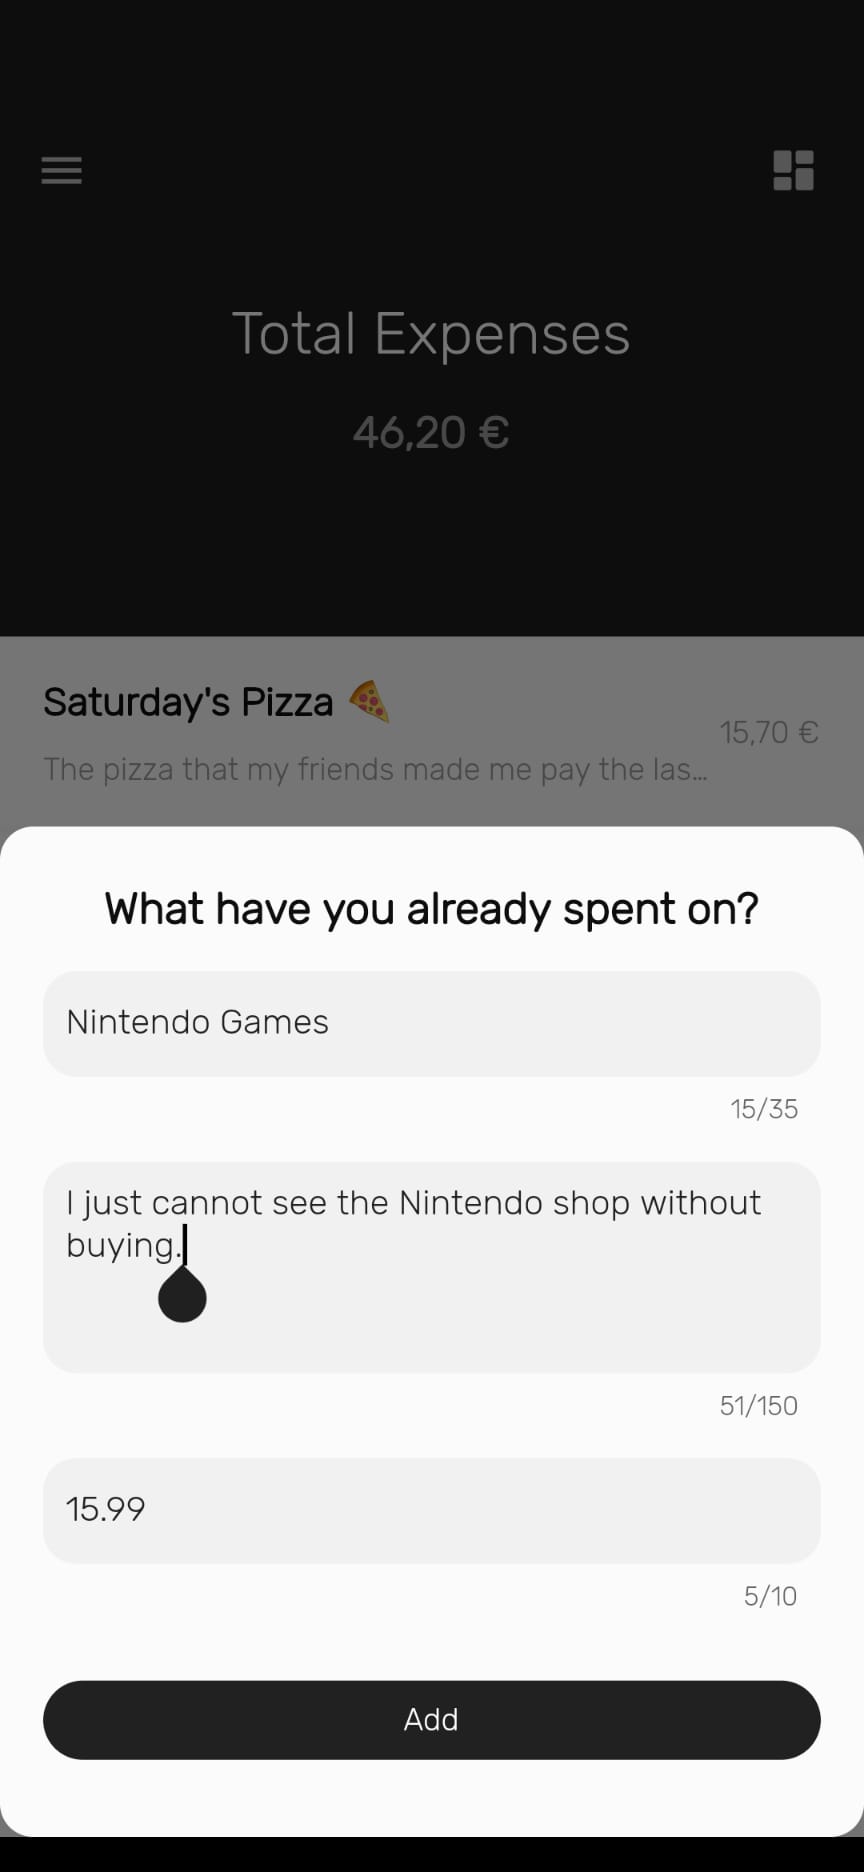 Total Expenses
46,20 €
Saturday's Pizza 🍕
15,70 €
The pizza that my friends made me pay the las...
What have you already spent on?
Nintendo Games
15/35
I just cannot see the Nintendo shop without
buying.
51/150
15.99
5/10
Add